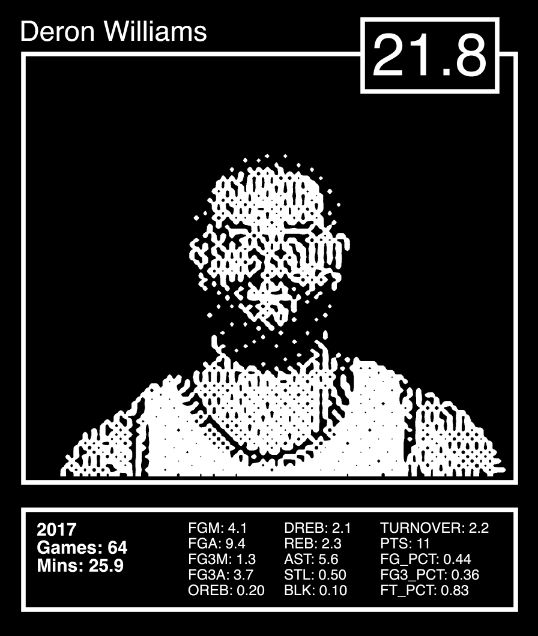 Deron Williams
21.8
2017
Games: 64
Mins: 25.9
FGM: 4.1
FGA: 9.4
FG3M: 1.3
FG3A: 3.7
OREB: 0.20
DREB: 2.1
REB: 2.3
AST: 5.6
STL: 0.50
BLK: 0.10
TURNOVER: 2.2
PTS: 11
FG_PCT: 0.44
FG3_PCT: 0.36
FT_PCT: 0.83